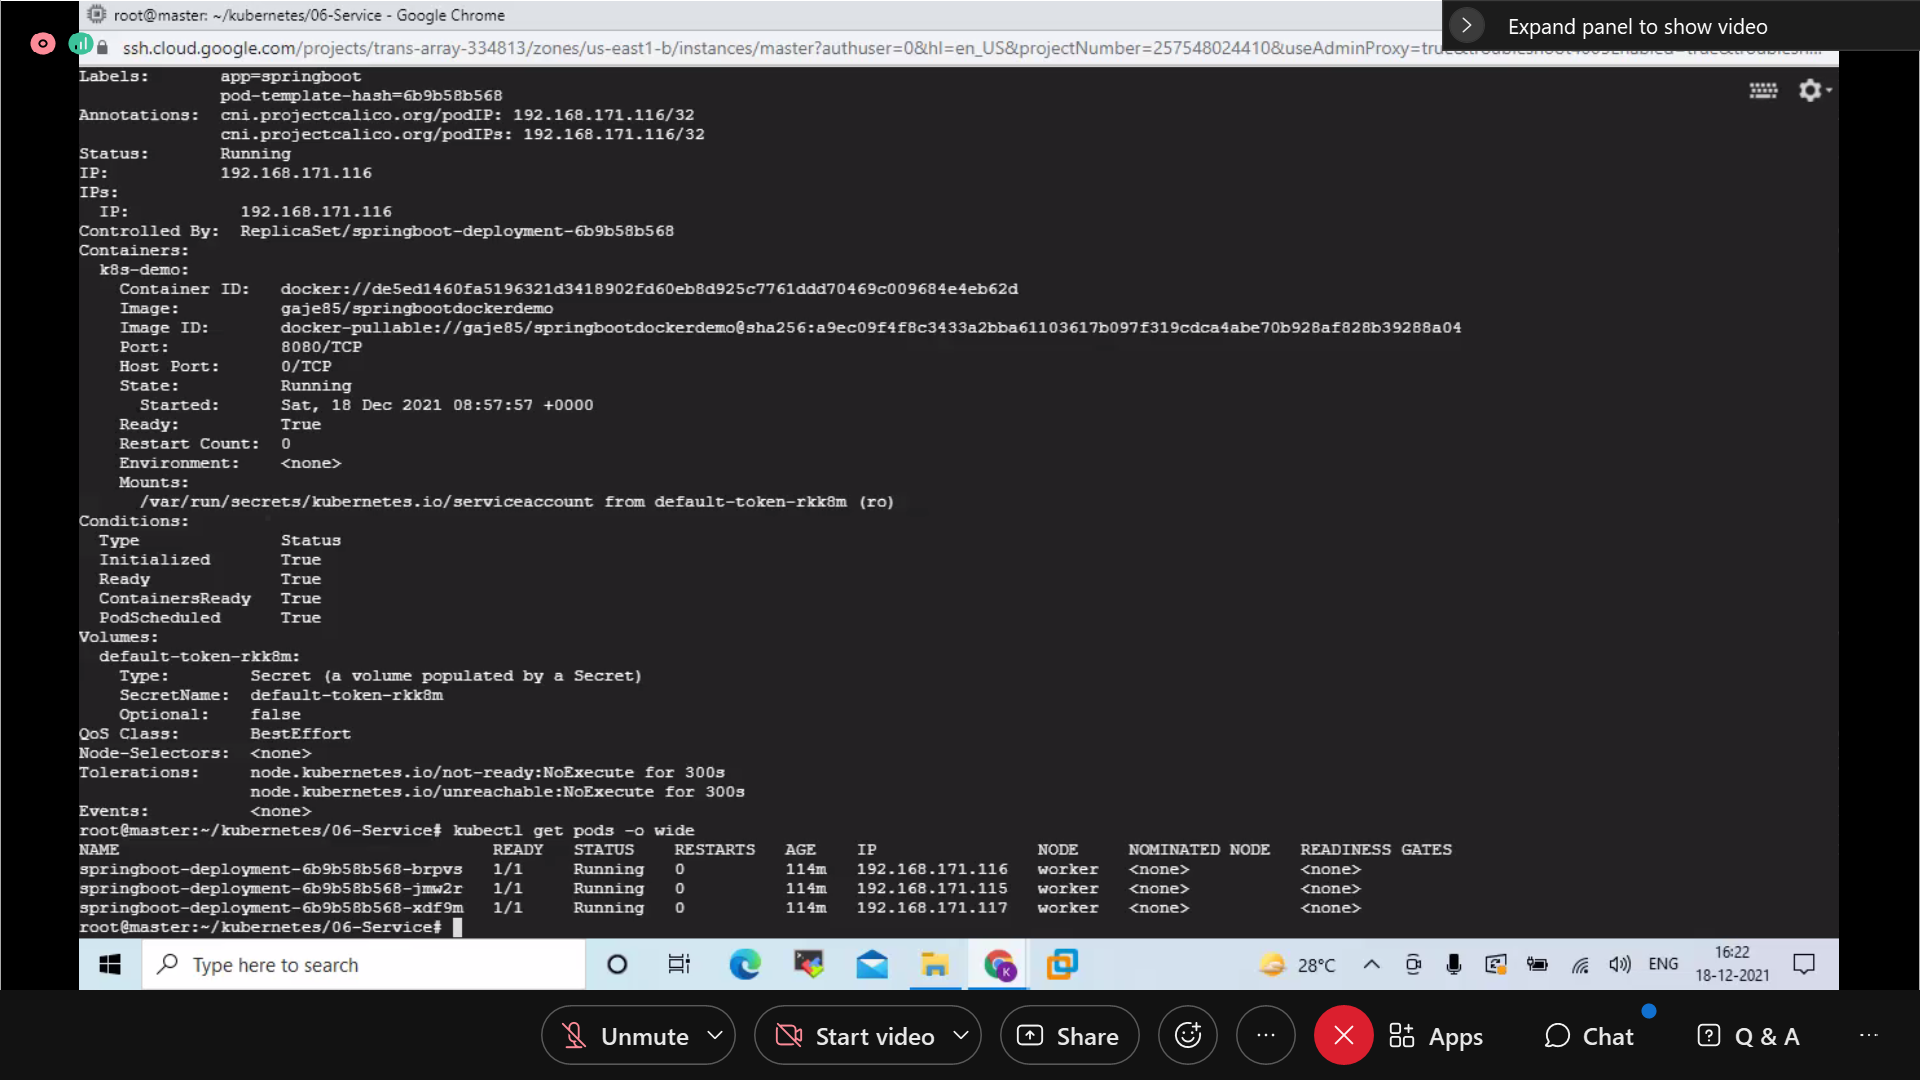 root@master: ~/kubernetes/06-Service - Google Chrome
Expand panel to show video
ssh.cloud.google.com/projects/trans-array-334813/zones/us-east1-b/instances/master?authuser=0&hl=en_US&projectNumber=257548024410&useAdminProxy=
Labels: app=springboot
pod-template-hash=6b9b58b568
Annotations: cni.projectcalico.org/podIP: 192.168.171.116/32
cni.projectcalico.org/podIPs: 192.168.171.116/32
Status: Running
IP: 192.168.171.116
IPs:
IP: 192.168.171.116
Controlled By: ReplicaSet/springboot-deployment-6b9b58b568
Containers:
k8s-demo:
Container ID: docker://de5ed1460fa5196321d3418902fd60eb8d925c7761ddd70469c009684e4eb62d
Image: gaje85/springbootdockerdemo
Image ID: docker-pullable://gaje85/springbootdockerdemo@sha256:a9ec09f4f8c3433a2bba61103617b097f319cdca4abe70b928af828b39288a04
Port: 8080/TCP
Host Port: 0/TCP
State: Running
Started: Sat, 18 Dec 2021 08:57:57 +0000
Ready: True
Restart Count: 0
Environment: <none>
Mounts:
/var/run/secrets/kubernetes.io/serviceaccount from default-token-rkk8m (ro)
Conditions:
Type Status
Initialized True
Ready True
ContainersReady True
PodScheduled True
Volumes:
default-token-rkk8m:
Type: Secret (a volume populated by a Secret)
SecretName: default-token-rkk8m
Optional: false
QoS Class: BestEffort
Node-Selectors: <none>
Tolerations: node.kubernetes.io/not-ready:NoExecute for 300s
node.kubernetes.io/unreachable:NoExecute for 300s
Events: <none>
root@master:~/kubernetes/06-Service# kubectl get pods -o wide
NAME READY STATUS RESTARTS AGE IP NODE NOMINATED NODE READINESS GATES
springboot-deployment-6b9b58b568-brpvs 1/1 Running 0 114m 192.168.171.116 worker <none> <none>
springboot-deployment-6b9b58b568-jmw2r 1/1 Running 0 114m 192.168.171.115 worker <none> <none>
springboot-deployment-6b9b58b568-xdf9m 1/1 Running 0 114m 192.168.171.117 worker <none> <none>
root@master:~/kubernetes/06-Service#
Type here to search
28°C
ENG
16:22
18-12-2021
Unmute
Start video
Share
Apps
Chat
Q & A